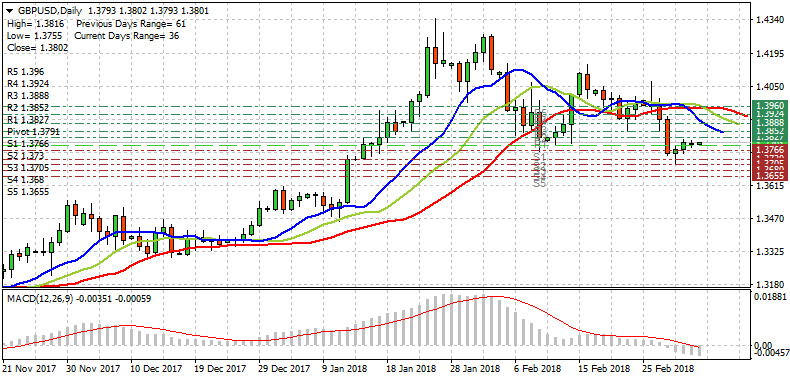 GBPUSD,Daily 1.3793 1.3802 1.3793 1.3801
High= 1.3816 Previous Days Range= 61
Low= 1.3755 Current Days Range= 36
Close= 1.3802
R5 1.396
R4 1.3924
R3 1.3888
R2 1.3852
R1 1.3827
Pivot 1.3791
S1 1.3766
S2 1.373
S3 1.3705
S4 1.368
S5 1.3655
1.4340
1.4195
1.4050
1.3960
1.3924
1.3888
1.3852
1.3827
1.3766
1.3655
1.3615
1.3470
1.3325
1.3180
S1
S5
MACD(12,26,9) -0.00351 -0.00059
0.01881
0.00
-0.00457
21 Nov 2017 30 Nov 2017 10 Dec 2017 19 Dec 2017 29 Dec 2017 9 Jan 2018 18 Jan 2018 28 Jan 2018 6 Feb 2018 15 Feb 2018 25 Feb 2018